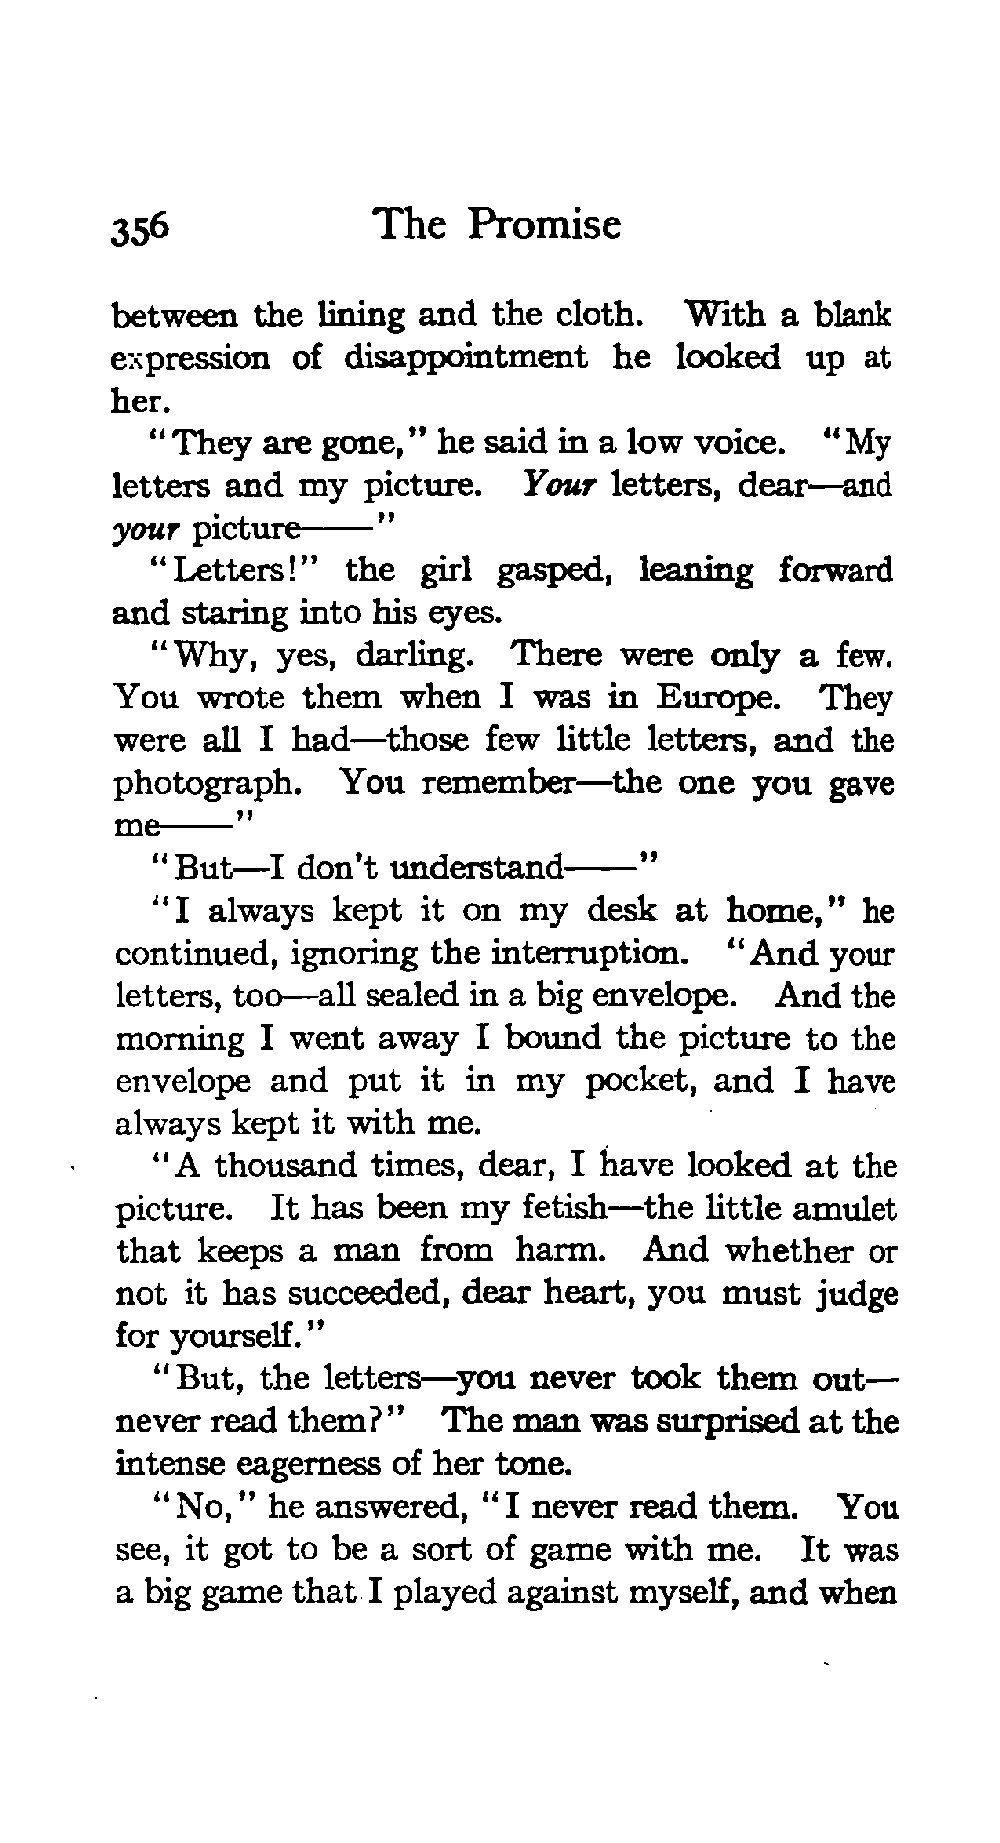 356 The Promise
between the lining and the cloth. With a blank
expression of disappointment he looked up at
her.
"They are gone," he said in a low voice. "My
letters and my picture. Your letters, dear—and
your picture——"
"Letters!" the girl gasped, leaning forward
and staring into his eyes.
"Why, yes, darling. There were only a few.
You wrote them when I was in Europe. They
were all I had—those few little letters, and the
photograph. You remember—the one you gave
me——"
"But—I don't understand——"
"I always kept it on my desk at home," he
continued, ignoring the interruption. "And your
letters, too—all sealed in a big envelope. And the
morning I went away I bound the picture to the
envelope and put it in my pocket, and I have
always kept it with me.
"A thousand times, dear, I have looked at the
picture. It has been my fetish—the little amulet
that keeps a man from harm. And whether or
not it has succeeded, dear heart, you must judge
for yourself."
"But, the letters—you never took them out—
never read them?" The man was surprised at the
intense eagerness of her tone.
"No," he answered, "I never read them. You
see, it got to be a sort of game with me. It was
a big game that I played against myself, and when